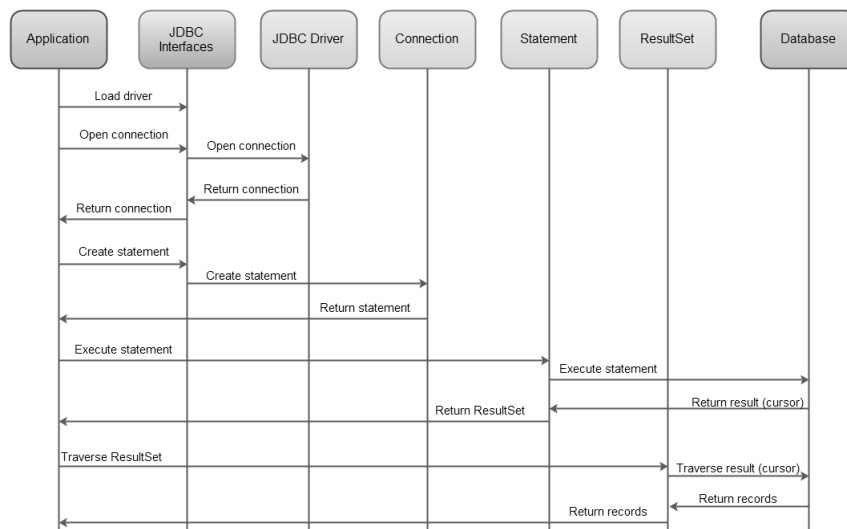 Application
JDBC
Interfaces
JDBC Driver
Connection
Statement
ResultSet
Database
Load driver
Open connection
Open connection
Return connection
Return connection
Create statement
Create statement
Return statement
Execute statement
Execute statement
Return result (cursor)
Return ResultSet
Traverse ResultSet
Traverse result (cursor)
Return records
Return records